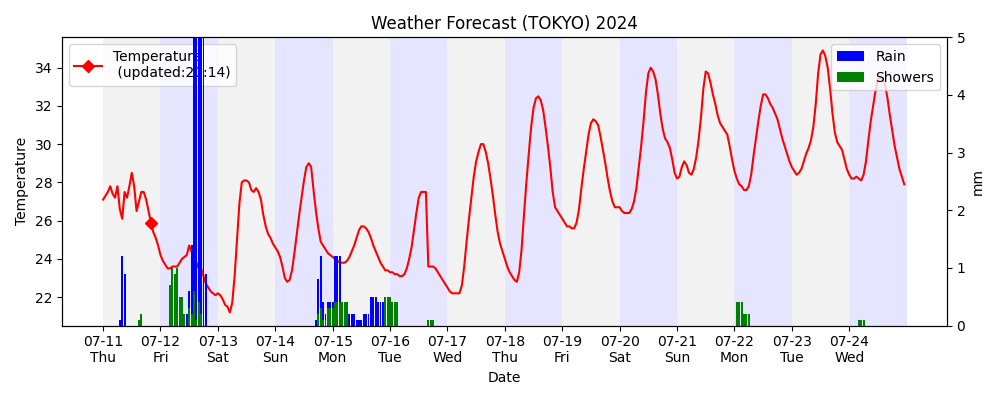 Weather Forecast (TOKYO) 2024
Temperature
Rain
Showers
34
32
30
28
26
24
22
5
4
3
2
1
0
Temperature
mm
07-11 07-12 07-13 07-14 07-15 07-16 07-17 07-18 07-19 07-20 07-21 07-22 07-23 07-24
Thu Fri Sat Sun Mon Tue Wed Thu Fri Sat Sun Mon Tue Wed
Date